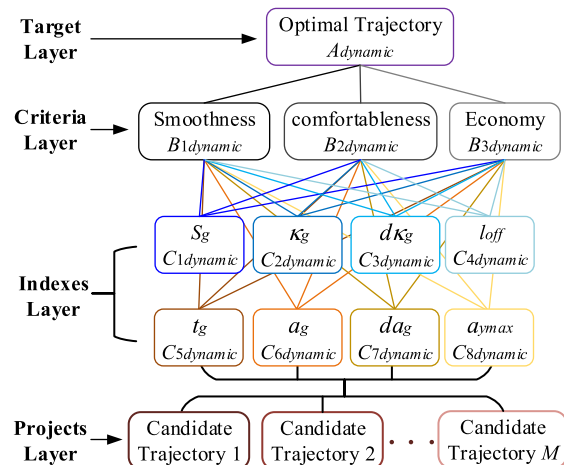 Target Layer
Optimal Trajectory
Adynamic
Criteria Layer
Smoothness
B1dynamic
comfortableness
B2dynamic
Economy
B3dynamic
Indexes Layer
Sg
C1dynamic
κg
C2dynamic
dκg
C3dynamic
loff
C4dynamic
tg
C5dynamic
ag
C6dynamic
dag
C7dynamic
aymax
C8dynamic
Projects Layer
Candidate
Trajectory 1
Candidate
Trajectory 2
. . .
Candidate
Trajectory M